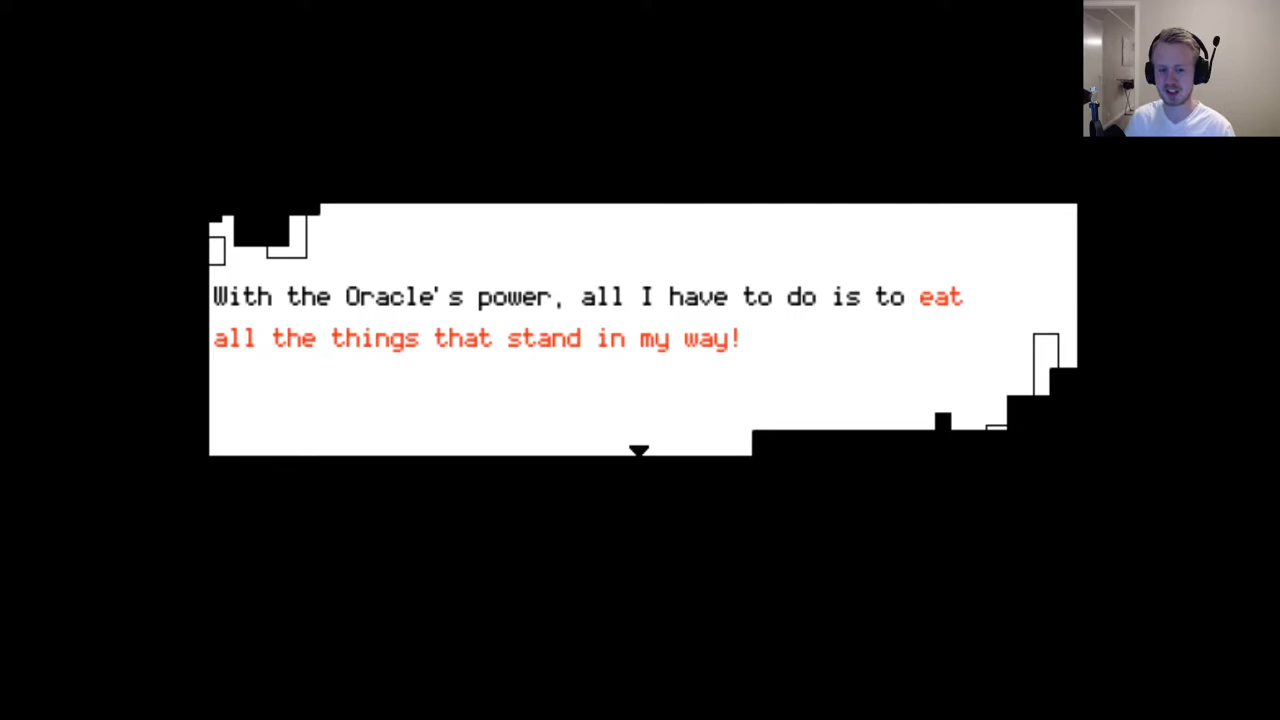 With the Oracle's power, all I have to do is to eat
all the things that stand in my way!